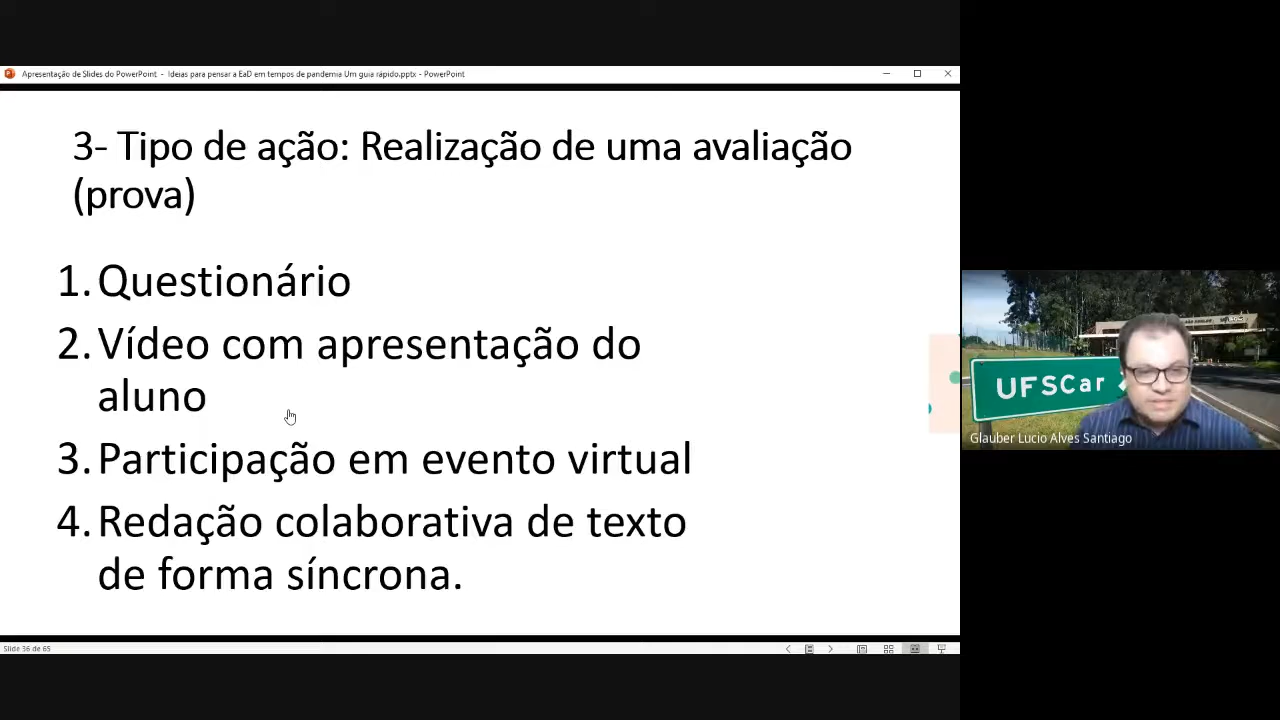 Apresentação de Slides do PowerPoint - Ideias para pensar a EaD em tempos de pandemia Um guia rápido.pptx - PowerPoint
3- Tipo de ação: Realização de uma avaliação
(prova)
1. Questionário
2. Vídeo com apresentação do
aluno
3. Participação em evento virtual
4. Redação colaborativa de texto
de forma síncrona.
UFSCar
Glauber Lucio Alves Santiago
Slide 36 de 65